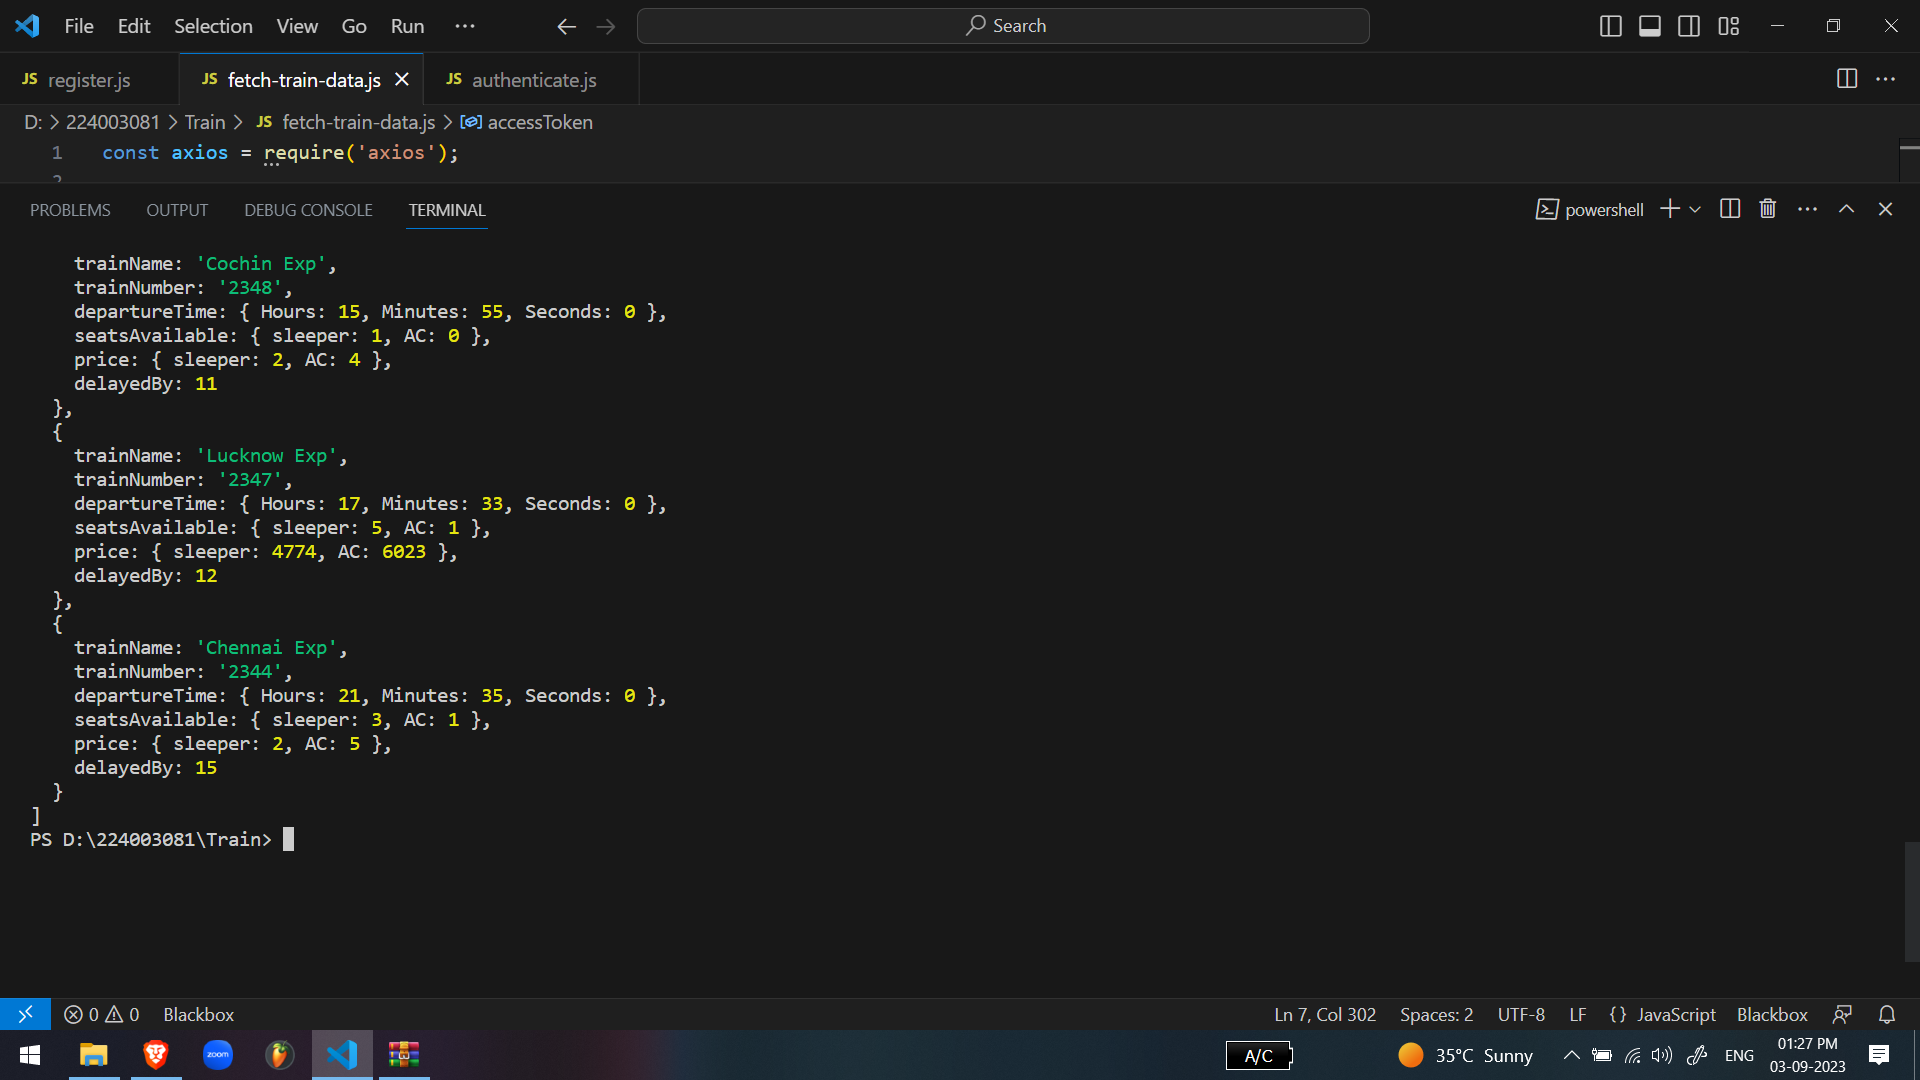 File Edit Selection View Go Run ··· Search
JS register.js JS fetch-train-data.js JS authenticate.js
D: > 224003081 > Train > JS fetch-train-data.js > accessToken
1 const axios = require('axios');
2
PROBLEMS OUTPUT DEBUG CONSOLE TERMINAL powershell
trainName: 'Cochin Exp',
trainNumber: '2348',
departureTime: { Hours: 15, Minutes: 55, Seconds: 0 },
seatsAvailable: { sleeper: 1, AC: 0 },
price: { sleeper: 2, AC: 4 },
delayedBy: 11
},
{
trainName: 'Lucknow Exp',
trainNumber: '2347',
departureTime: { Hours: 17, Minutes: 33, Seconds: 0 },
seatsAvailable: { sleeper: 5, AC: 1 },
price: { sleeper: 4774, AC: 6023 },
delayedBy: 12
},
{
trainName: 'Chennai Exp',
trainNumber: '2344',
departureTime: { Hours: 21, Minutes: 35, Seconds: 0 },
seatsAvailable: { sleeper: 3, AC: 1 },
price: { sleeper: 2, AC: 5 },
delayedBy: 15
}
]
PS D:\224003081\Train>
0 0 Blackbox Ln 7, Col 302 Spaces: 2 UTF-8 LF {} JavaScript Blackbox
zoom A/C 35°C Sunny ENG 01:27 PM
03-09-2023